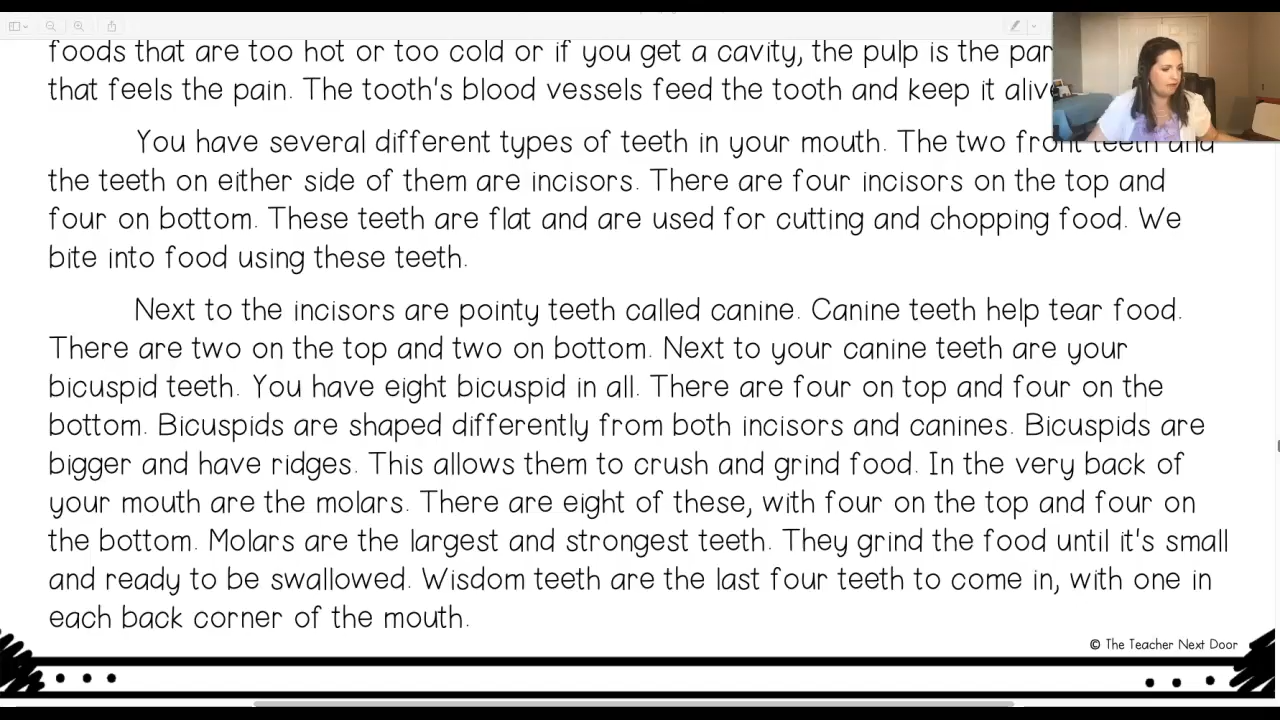 foods that are too hot or too cold or if you get a cavity, the pulp is the
that feels the pain. The tooth's blood vessels feed the tooth and keep it
You have several different types of teeth in your mouth. The two front teeth and
the teeth on either side of them are incisors. There are four incisors on the top and
four on bottom. These teeth are flat and are used for cutting and chopping food. We
bite into food using these teeth.
Next to the incisors are pointy teeth called canine. Canine teeth help tear food.
There are two on the top and two on bottom. Next to your canine teeth are your
bicuspid teeth. You have eight bicuspid in all. There are four on top and four on the
bottom. Bicuspids are shaped differently from both incisors and canines. Bicuspids are
bigger and have ridges. This allows them to crush and grind food. In the very back of
your mouth are the molars. There are eight of these, with four on the top and four on
the bottom. Molars are the largest and strongest teeth. They grind the food until it's small
and ready to be swallowed. Wisdom teeth are the last four teeth to come in, with one in
each back corner of the mouth.
© The Teacher Next Door